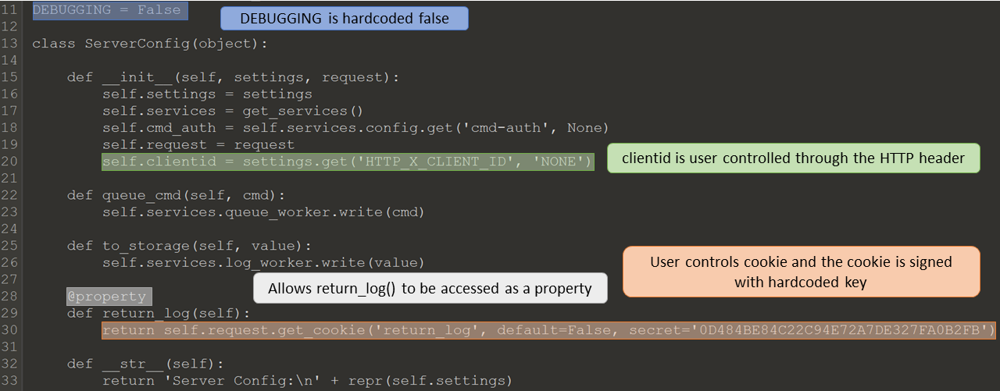 11 DEBUGGING = False
DEBUGGING is hardcoded false
12
13 class ServerConfig(object):
14
15     def __init__(self, settings, request):
16         self.settings = settings
17         self.services = get_services()
18         self.cmd_auth = self.services.config.get('cmd-auth', None)
19         self.request = request
20         self.clientid = settings.get('HTTP_X_CLIENT_ID', 'NONE')
clientid is user controlled through the HTTP header
21
22     def queue_cmd(self, cmd):
23         self.services.queue_worker.write(cmd)
24
25     def to_storage(self, value):
26         self.services.log_worker.write(value)
User controls cookie and the cookie is signed
with hardcoded key
27
28     @property
Allows return_log() to be accessed as a property
29     def return_log(self):
30         return self.request.get_cookie('return_log', default=False, secret='0D484BE84C22C94E72A7DE327FA0B2FB')
31
32     def __str__(self):
33         return 'Server Config:\n' + repr(self.settings)